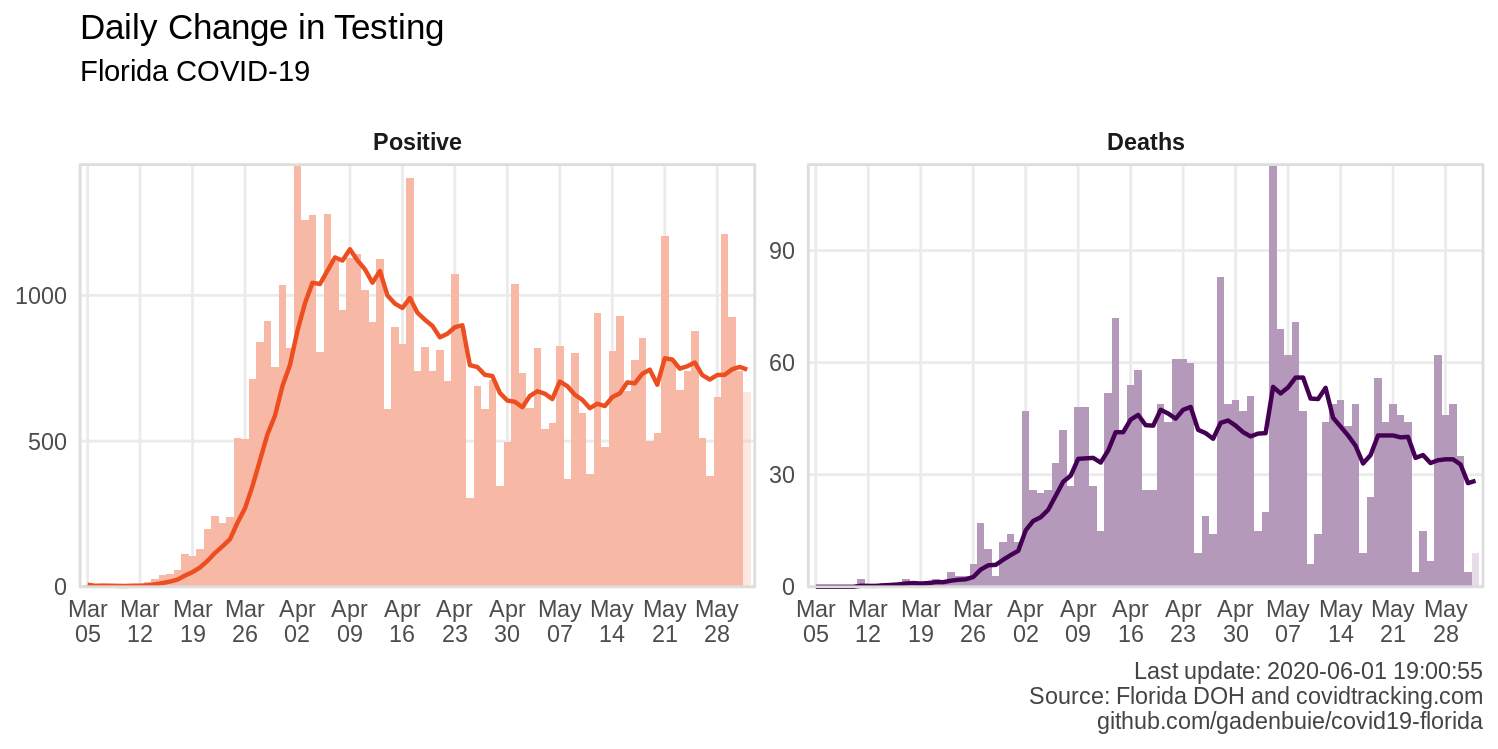 Daily Change in Testing
Florida COVID-19
Positive
1000
500
0
Mar Mar Mar Mar Apr Apr Apr Apr Apr May May May May
05 12 19 26 02 09 16 23 30 07 14 21 28
Deaths
90
60
30
0
Mar Mar Mar Mar Apr Apr Apr Apr Apr May May May May
05 12 19 26 02 09 16 23 30 07 14 21 28
Last update: 2020-06-01 19:00:55
Source: Florida DOH and covidtracking.com
github.com/gadenbuie/covid19-florida